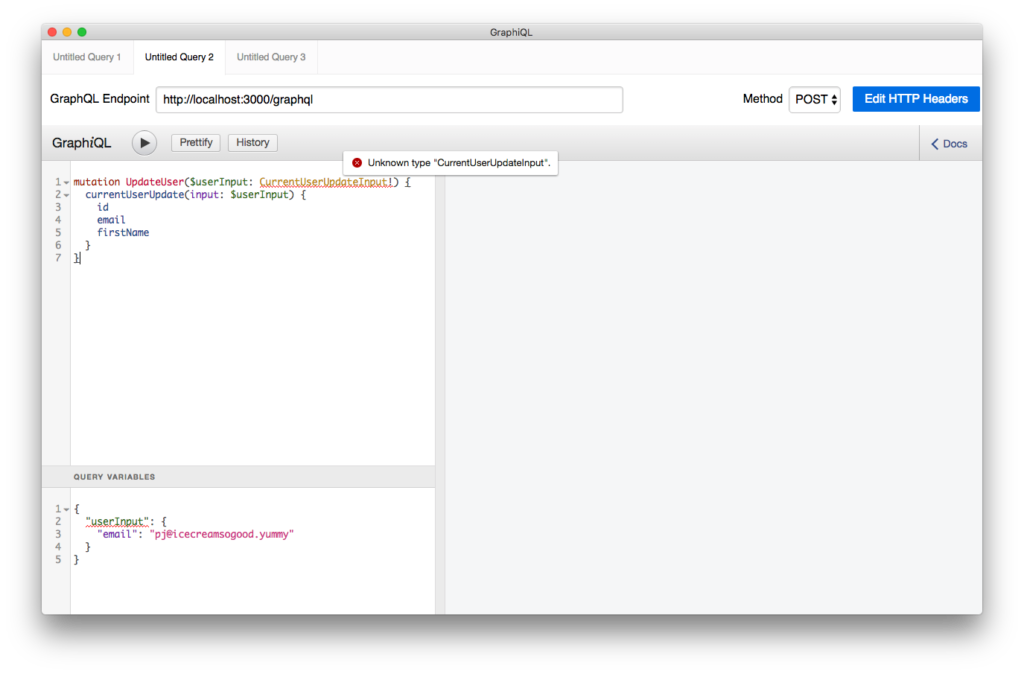 GraphiQL
Untitled Query 1 Untitled Query 2 Untitled Query 3
GraphQL Endpoint http://localhost:3000/graphql Method POST Edit HTTP Headers
GraphiQL Prettify History Docs
Unknown type "CurrentUserUpdateInput".
1 mutation UpdateUser($userInput: CurrentUserUpdateInput!) {
2   currentUserUpdate(input: $userInput) {
3     id
4     email
5     firstName
6   }
7 }
QUERY VARIABLES
1 {
2   "userInput": {
3     "email": "pj@icecreamsogood.yummy"
4   }
5 }